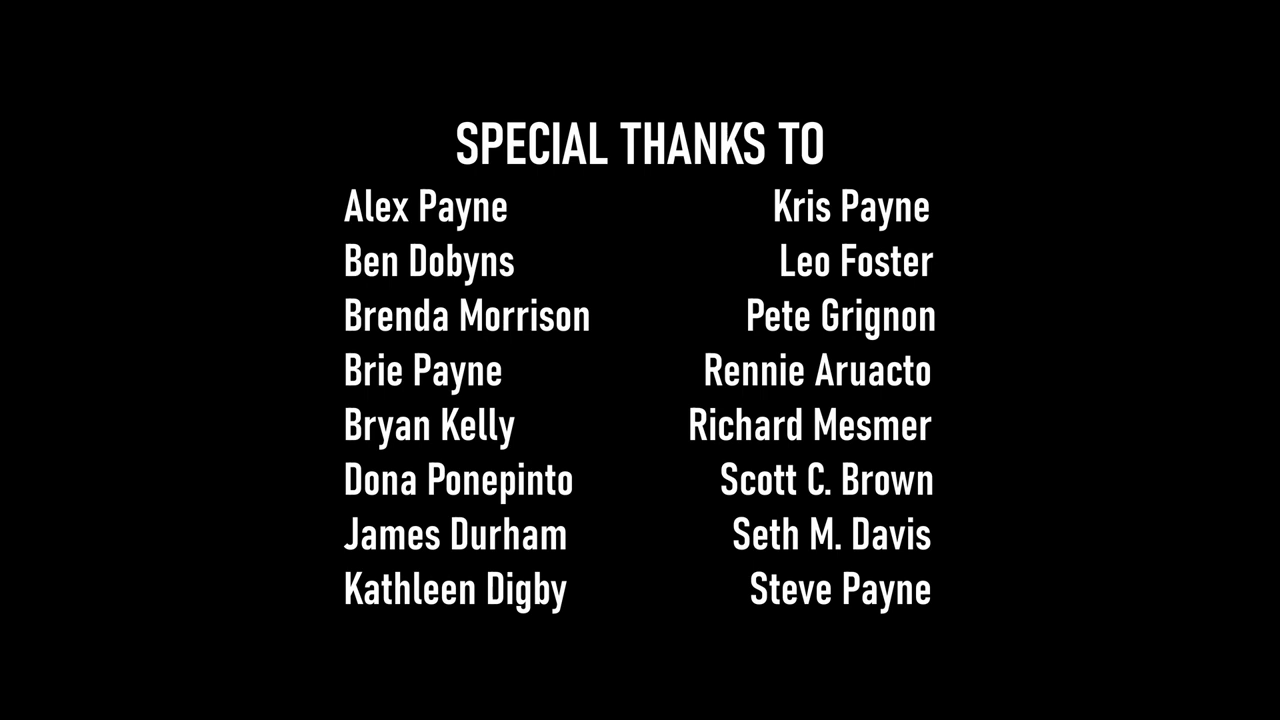 SPECIAL THANKS TO
Alex Payne Kris Payne
Ben Dobyns Leo Foster
Brenda Morrison Pete Grignon
Brie Payne Rennie Aruacto
Bryan Kelly Richard Mesmer
Dona Ponepinto Scott C. Brown
James Durham Seth M. Davis
Kathleen Digby Steve Payne